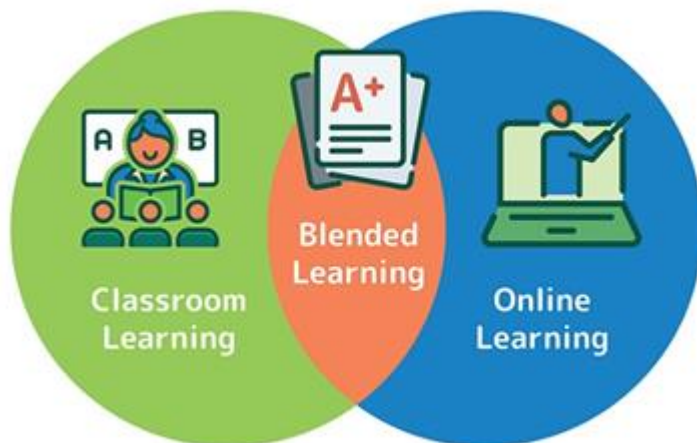 A
B
A+
Blended
Learning
Classroom
Learning
Online
Learning